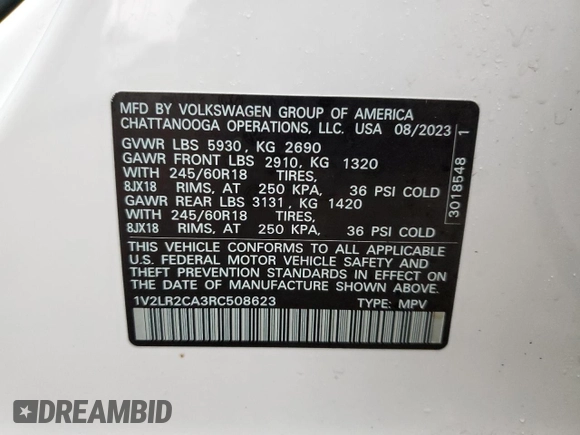 MFD BY VOLKSWAGEN GROUP OF AMERICA
CHATTANOOGA OPERATIONS, LLC. USA 08/2023
GVWR LBS 5930, KG 2690
GAWR FRONT LBS 2910, KG 1320
WITH 245/60R18 TIRES,
8JX18 RIMS, AT 250 KPA, 36 PSI COLD
GAWR REAR LBS 3131, KG 1420
WITH 245/60R18 TIRES,
8JX18 RIMS, AT 250 KPA, 36 PSI COLD
THIS VEHICLE CONFORMS TO ALL APPLICABLE
U.S. FEDERAL MOTOR VEHICLE SAFETY AND
THEFT PREVENTION STANDARDS IN EFFECT ON
THE DATE OF MANUFACTURE SHOWN ABOVE.
1V2LR2CA3RC508623 TYPE: MPV
3018548 1
DREAMBID